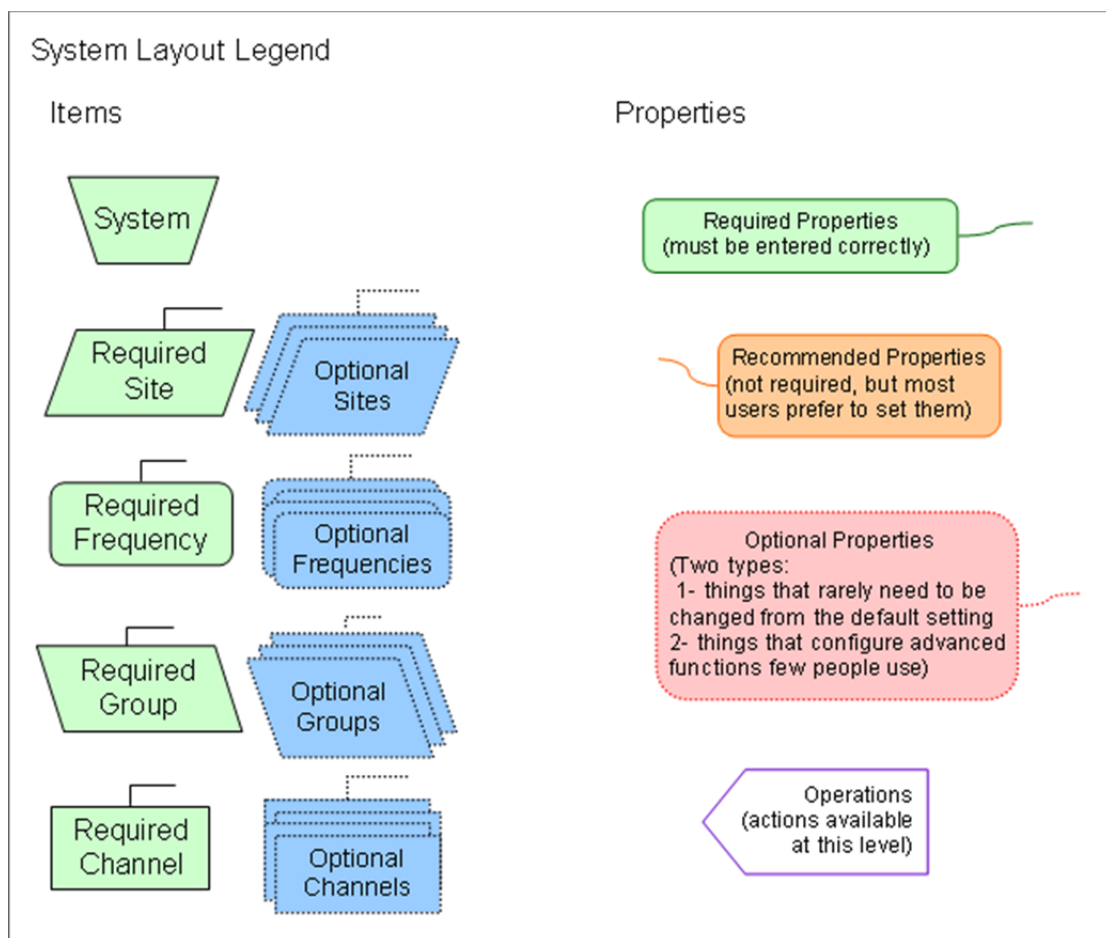 System Layout Legend
Items
Properties
System
Required Properties
(must be entered correctly)
Required
Site
Optional
Sites
Recommended Properties
(not required, but most
users prefer to set them)
Required
Frequency
Optional
Frequencies
Optional Properties
(Two types:
1- things that rarely need to be
changed from the default setting
2- things that configure advanced
functions few people use)
Required
Group
Optional
Groups
Required
Channel
Optional
Channels
Operations
(actions available
at this level)